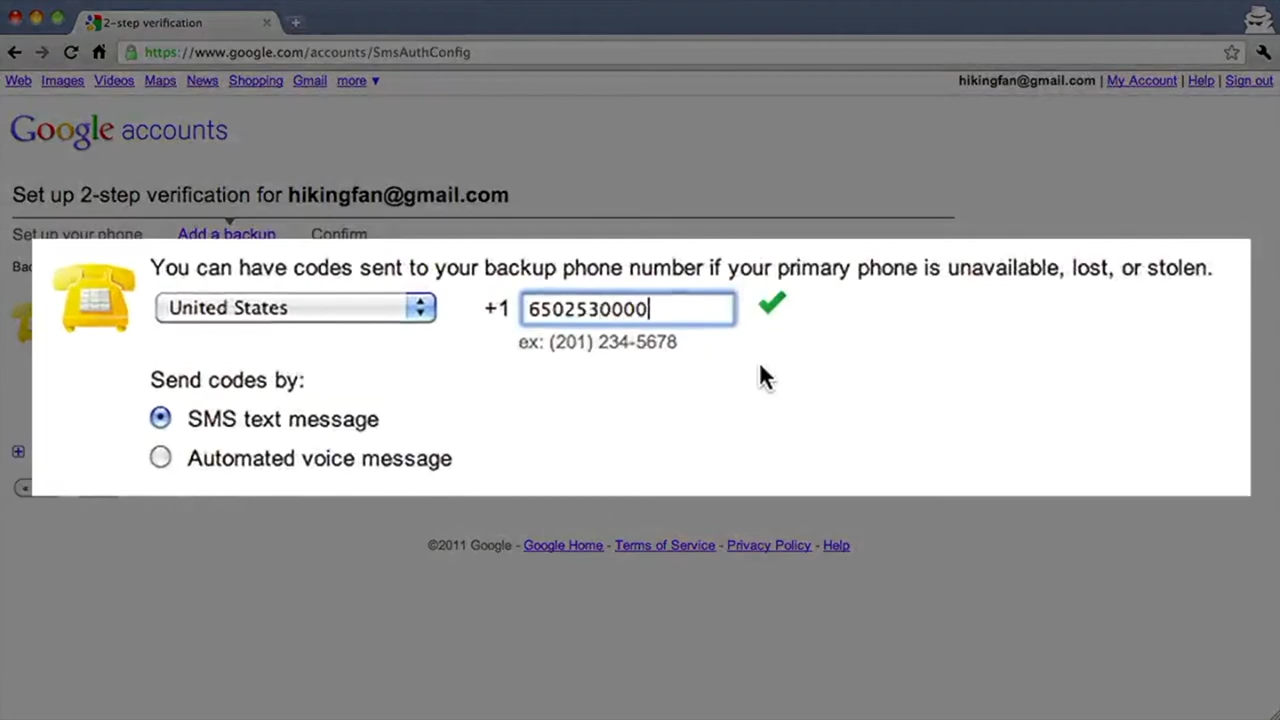 2-step verification
https://www.google.com/accounts/SmsAuthConfig
Web Images Videos Maps News Shopping Gmail more ▼ hikingfan@gmail.com | My Account | Help | Sign out
Google accounts
Set up 2-step verification for hikingfan@gmail.com
Set up your phone Add a backup Confirm
You can have codes sent to your backup phone number if your primary phone is unavailable, lost, or stolen.
United States +1 6502530000
ex: (201) 234-5678
Send codes by:
SMS text message
Automated voice message
©2011 Google - Google Home - Terms of Service - Privacy Policy - Help